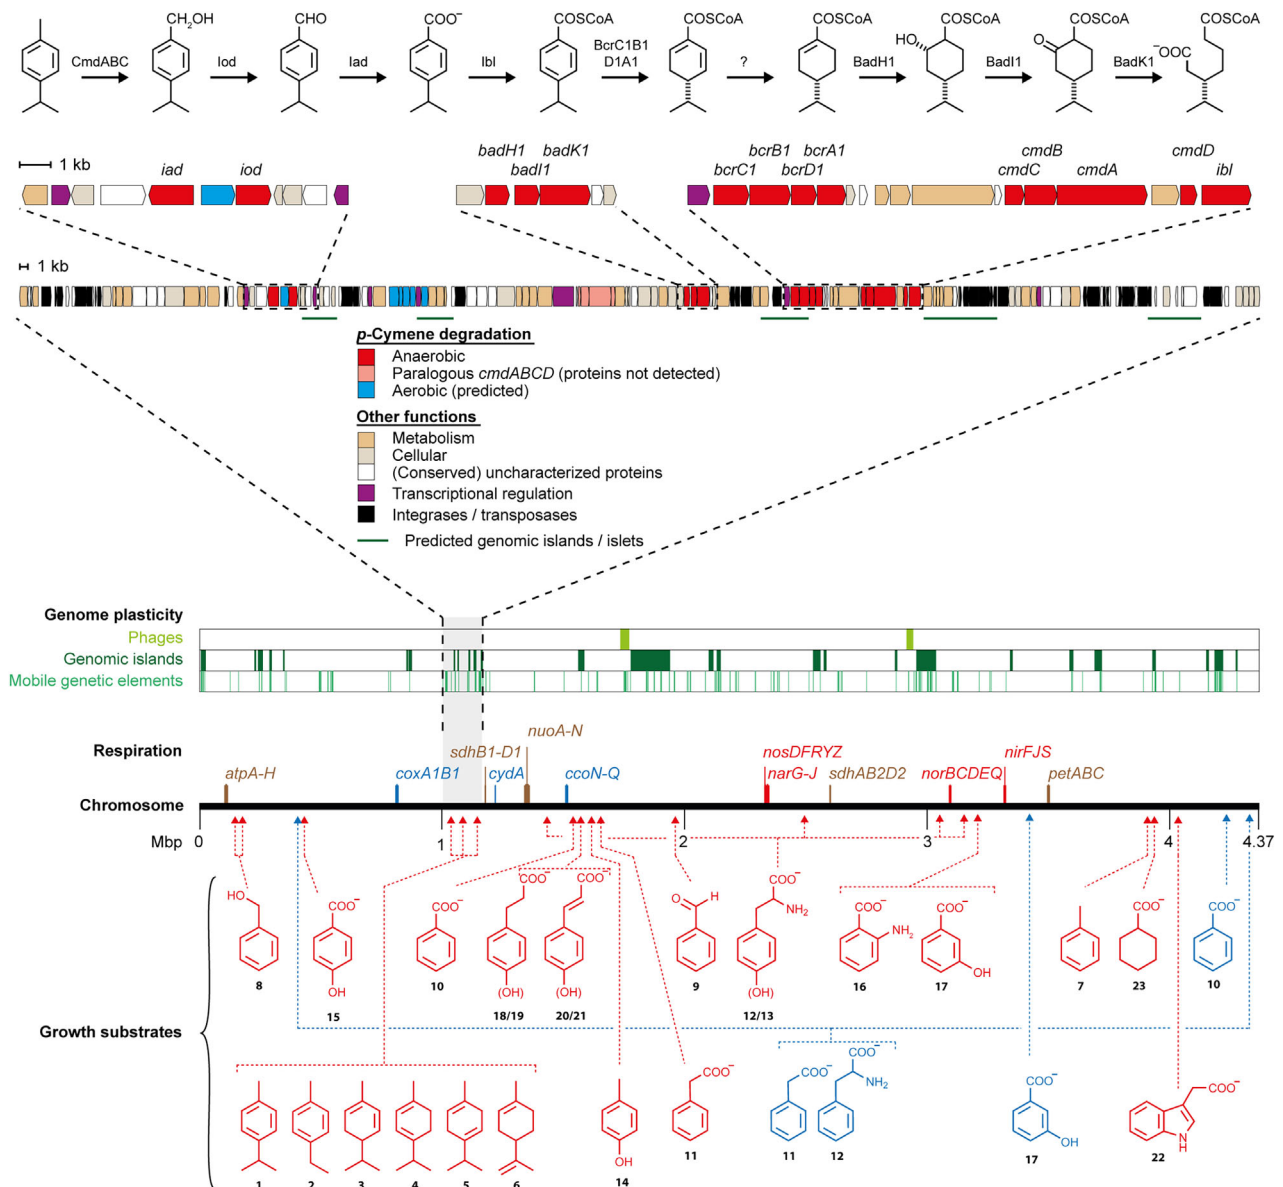 CH2OH
CHO
COO−
COSCoA
COSCoA
COSCoA
COSCoA
COSCoA
COSCoA
HO
O
−OOC
CmdABC
Iod
Iad
Ibl
BcrC1B1
D1A1
?
BadH1
BadI1
BadK1
1 kb
iad
iod
badH1
badI1
badK1
bcrC1
bcrB1
bcrD1
bcrA1
cmdC
cmdB
cmdA
cmdD
ibl
1 kb
p-Cymene degradation
Anaerobic
Paralogous cmdABCD (proteins not detected)
Aerobic (predicted)
Other functions
Metabolism
Cellular
(Conserved) uncharacterized proteins
Transcriptional regulation
Integrases / transposases
Predicted genomic islands / islets
Genome plasticity
Phages
Genomic islands
Mobile genetic elements
Respiration
atpA-H
coxA1B1
sdhB1-D1
cydA
nuoA-N
ccoN-Q
nosDFRYZ
narG-J
sdhAB2D2
norBCDEQ
nirFJS
petABC
Chromosome
Mbp
0
1
2
3
4
4.37
Growth substrates
HO
8
COO−
OH
15
COO−
10
COO−
(OH)
18/19
COO−
(OH)
20/21
O
H
9
COO−
NH2
(OH)
12/13
COO−
NH2
16
COO−
OH
17
7
COO−
23
COO−
10
1
2
3
4
5
6
OH
14
COO−
11
COO−
11
COO−
NH2
12
COO−
OH
17
COO−
N
H
22